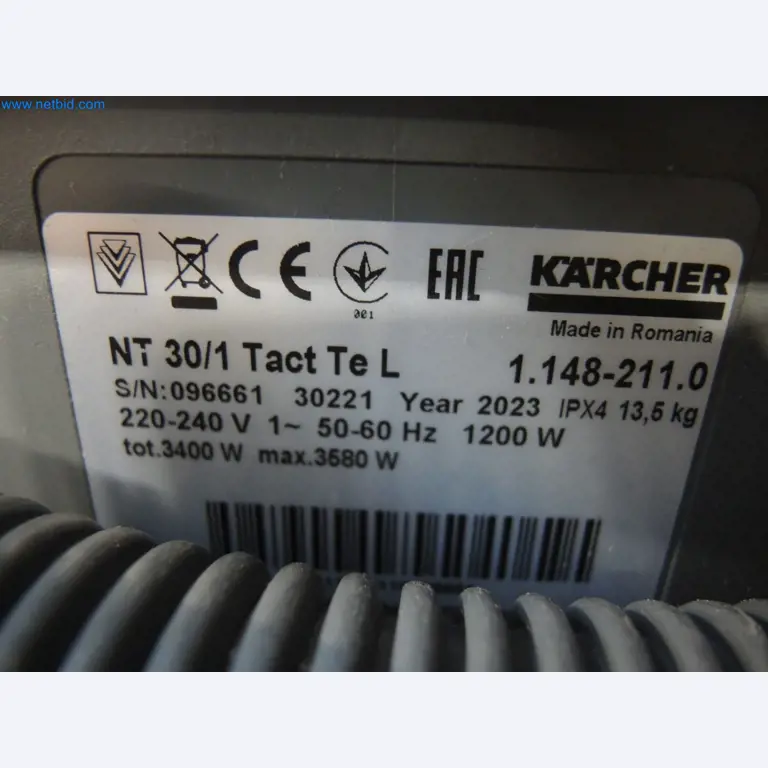 www.netbid.com
CE
001
EAC
KÄRCHER
Made in Romania
NT 30/1 Tact Te L 1.148-211.0
S/N:096661 30221 Year 2023 IPX4 13,5 kg
220-240 V 1~ 50-60 Hz 1200 W
tot.3400 W max.3580 W